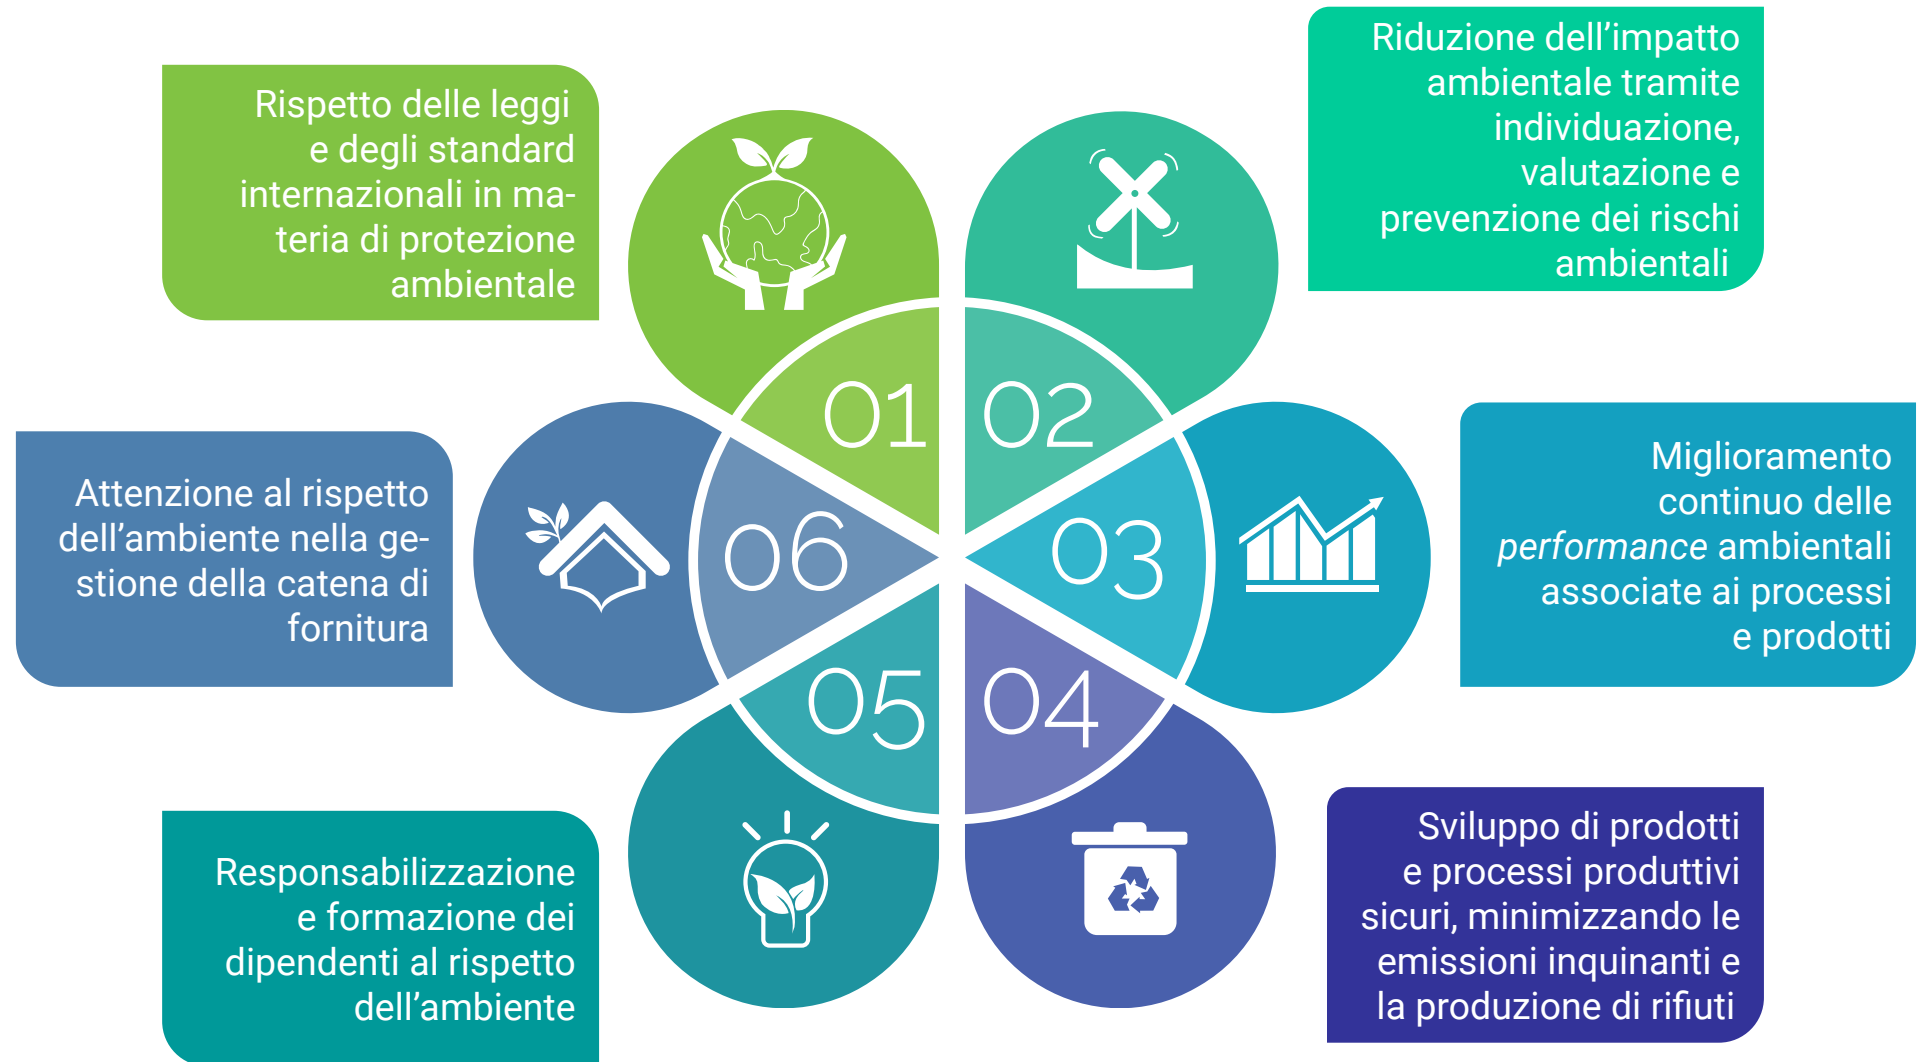 Rispetto delle leggi
e degli standard
internazionali in ma-
teria di protezione
ambientale
01
Riduzione dell’impatto
ambientale tramite
individuazione,
valutazione e
prevenzione dei rischi
ambientali
02
Miglioramento
continuo delle
performance ambientali
associate ai processi
e prodotti
03
Sviluppo di prodotti
e processi produttivi
sicuri, minimizzando le
emissioni inquinanti e
la produzione di rifiuti
04
Responsabilizzazione
e formazione dei
dipendenti al rispetto
dell’ambiente
05
Attenzione al rispetto
dell’ambiente nella ge-
stione della catena di
fornitura
06